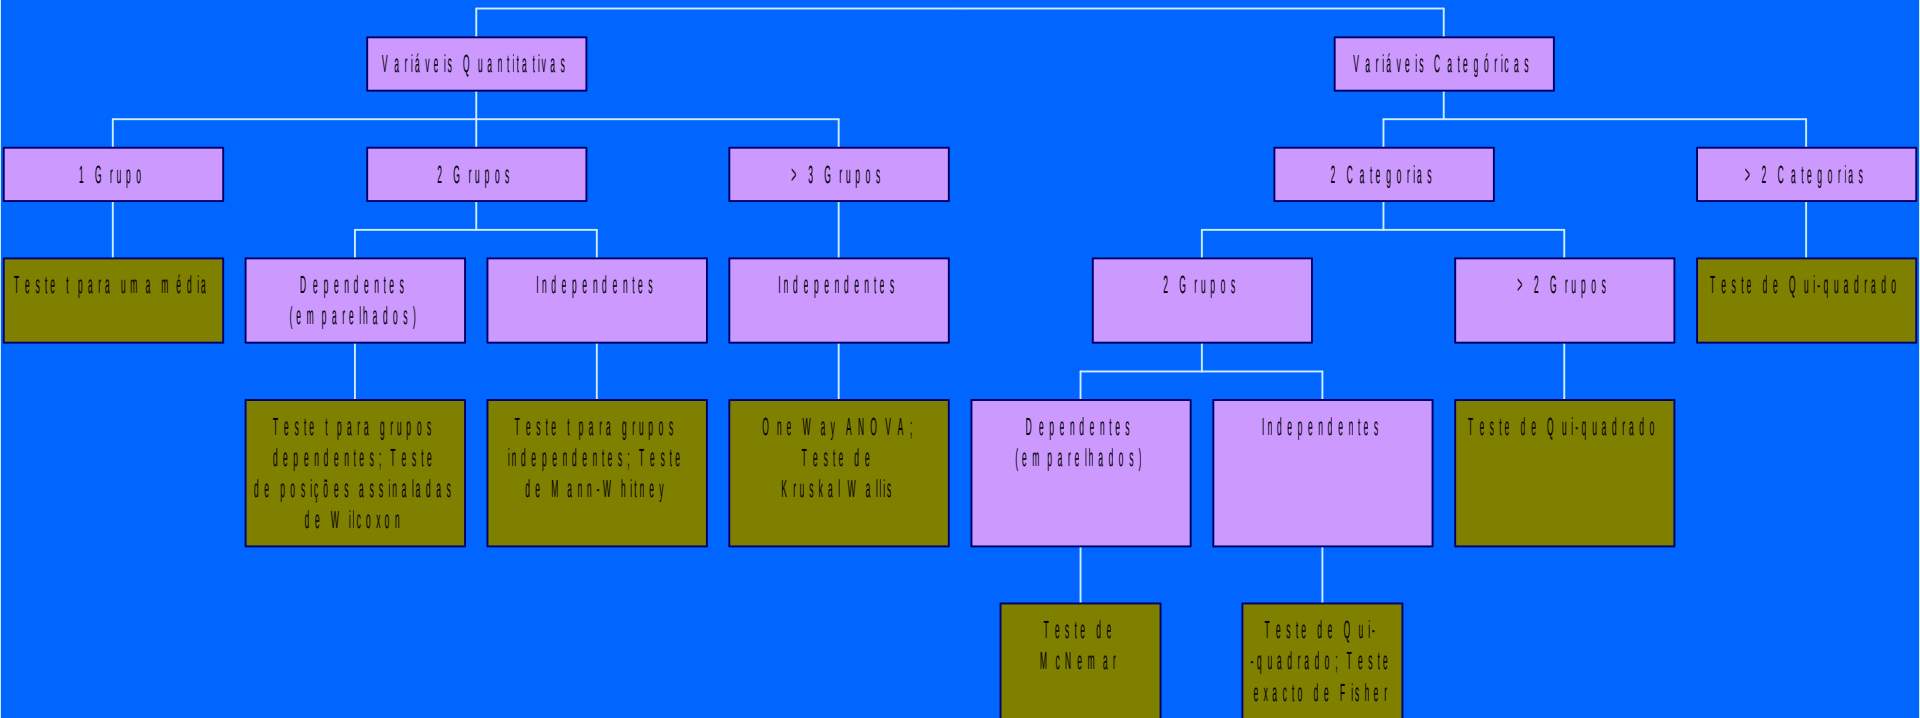 Variáveis Quantitativas
Variáveis Categóricas
1 Grupo
2 Grupos
> 3 Grupos
2 Categorias
> 2 Categorias
Teste t para uma média
Dependentes
(emparelhados)
Independentes
Independentes
2 Grupos
> 2 Grupos
Teste de Qui-quadrado
Teste t para grupos
dependentes; Teste
de posições assinaladas
de Wilcoxon
Teste t para grupos
independentes; Teste
de Mann-Whitney
One Way ANOVA;
Teste de
Kruskal Wallis
Dependentes
(emparelhados)
Independentes
Teste de Qui-quadrado
Teste de
McNemar
Teste de Qui-
-quadrado; Teste
exacto de Fisher